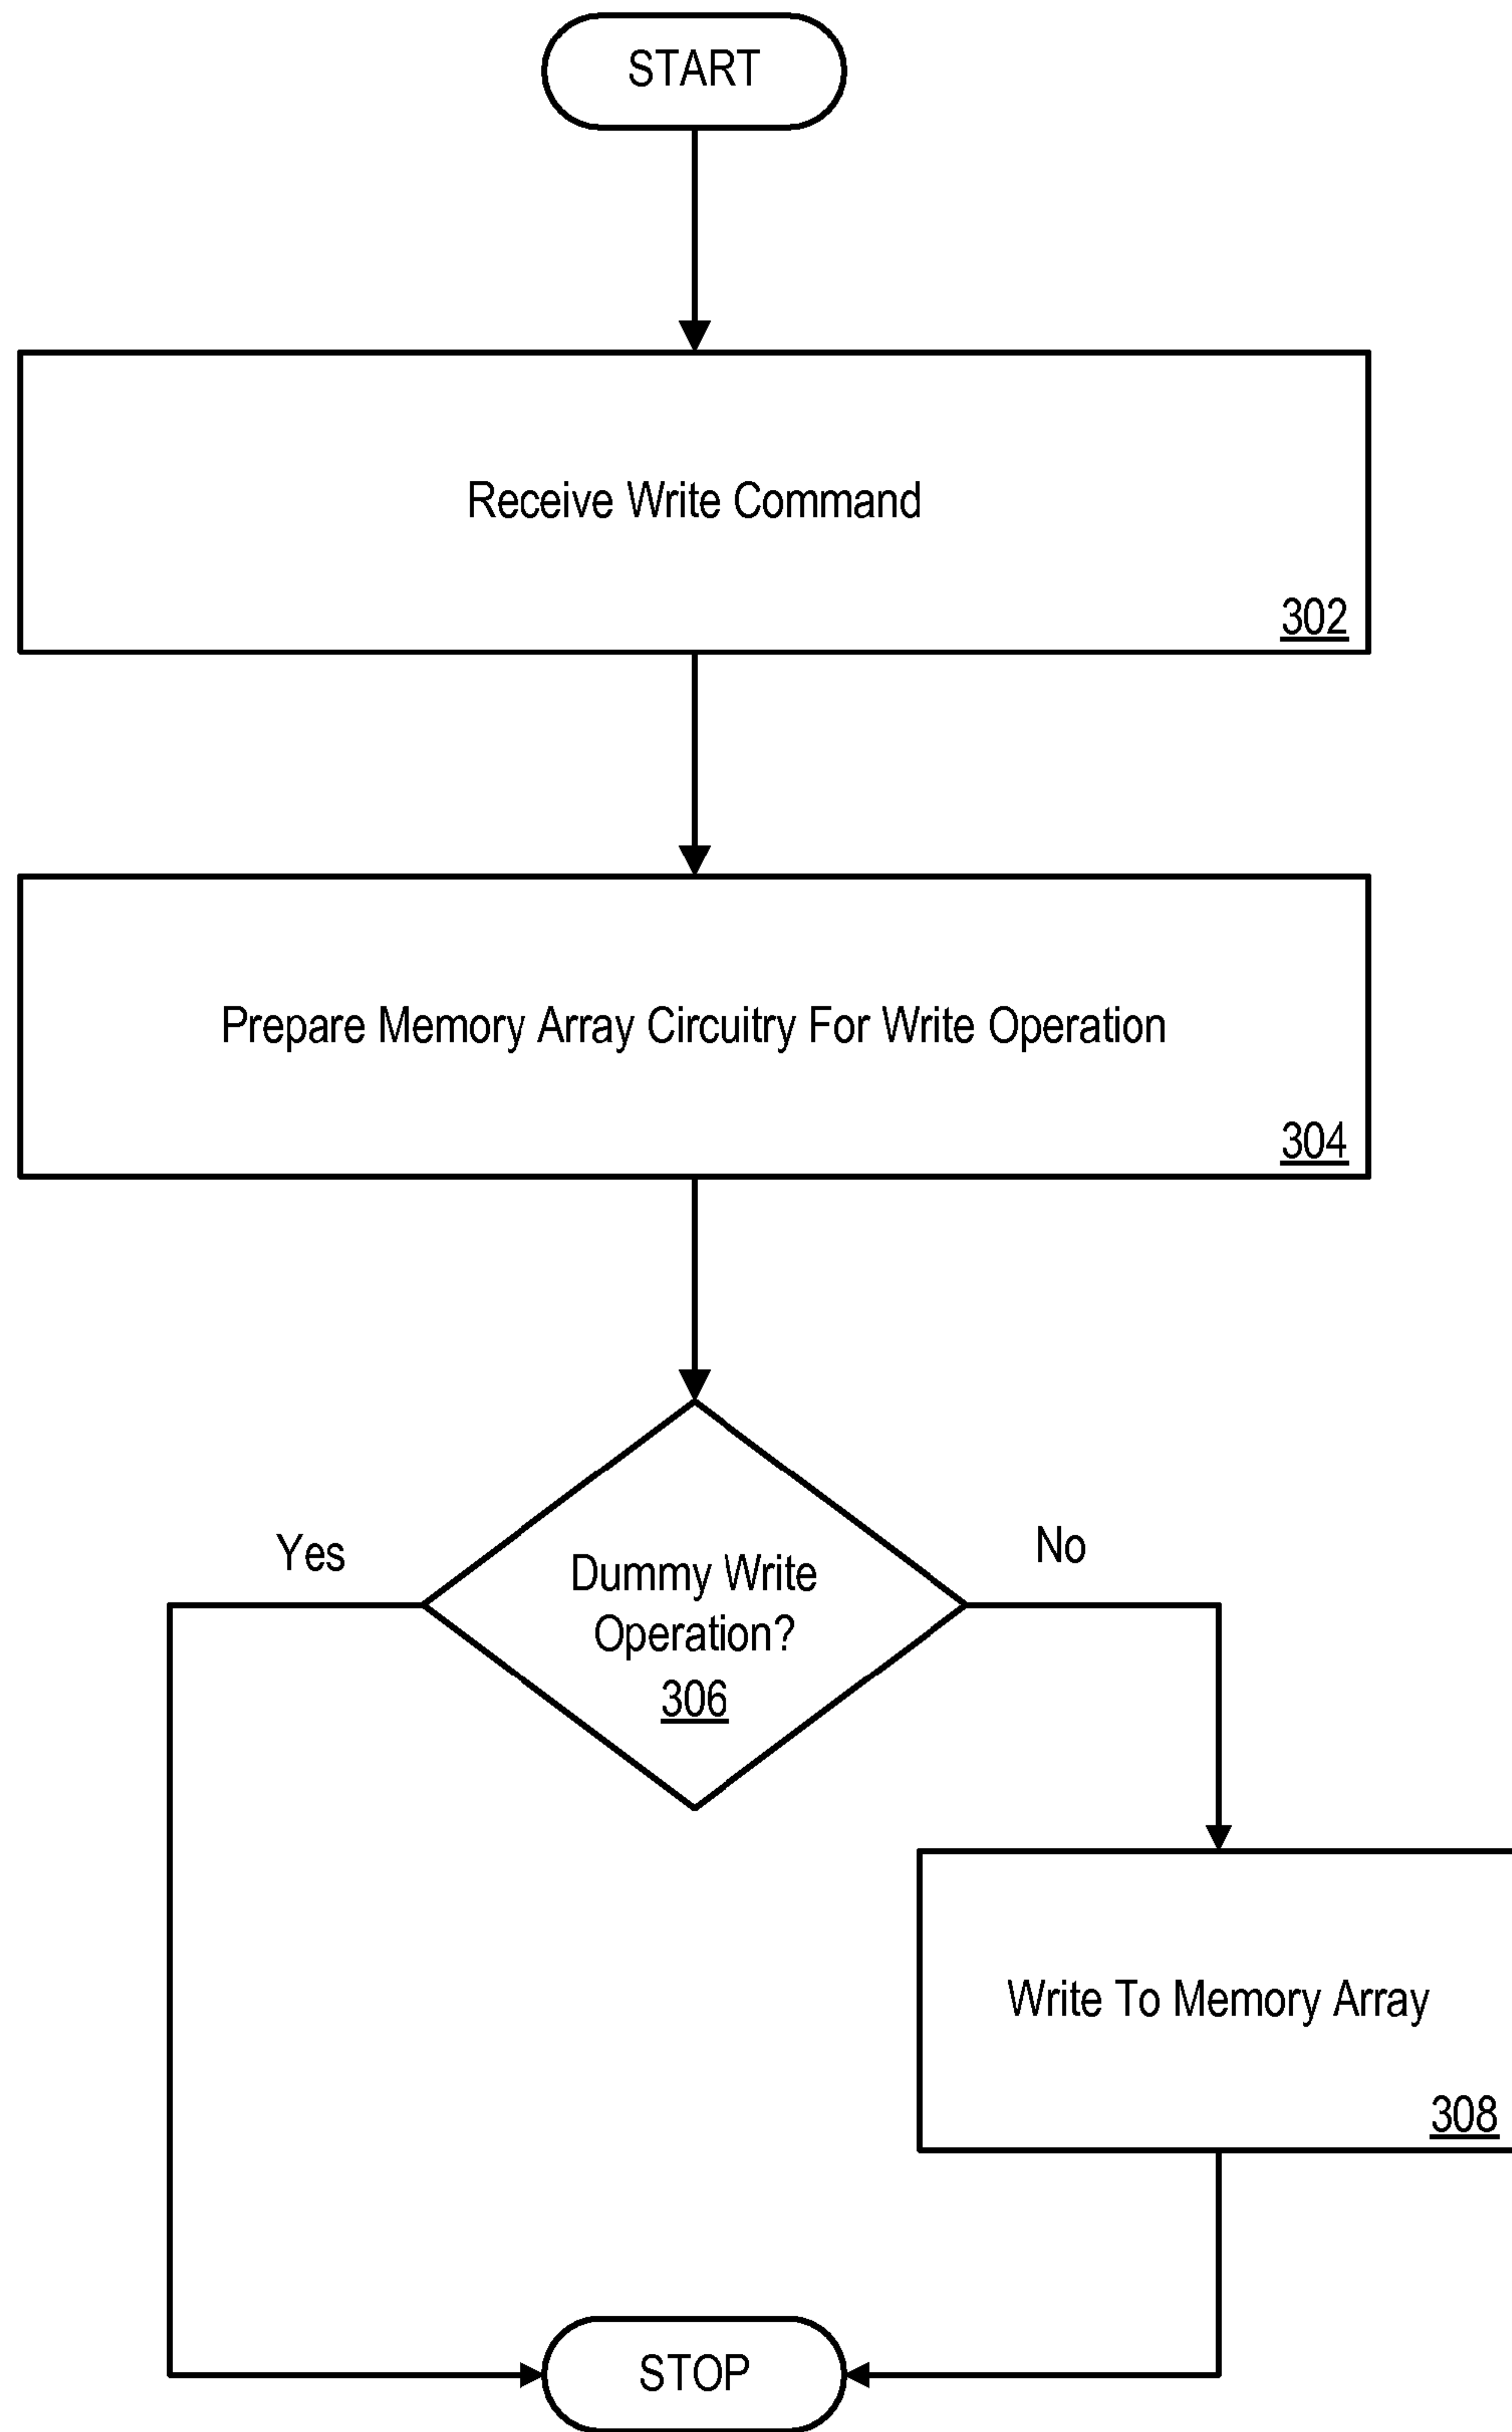 START
Receive Write Command
302
Prepare Memory Array Circuitry For Write Operation
304
Yes
No
Dummy Write
Operation?
306
Write To Memory Array
308
STOP